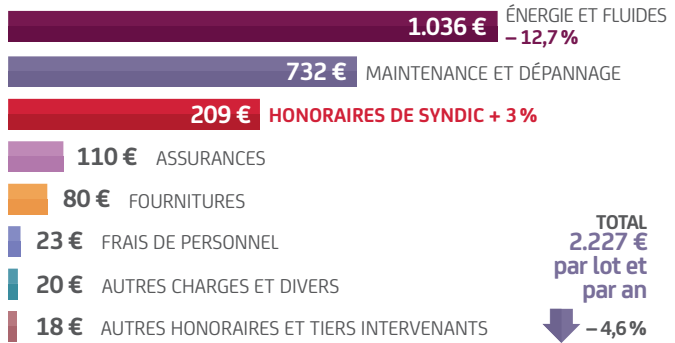 1.036 € ÉNERGIE ET FLUIDES
– 12,7 %
732 € MAINTENANCE ET DÉPANNAGE
209 € HONORAIRES DE SYNDIC + 3 %
110 € ASSURANCES
80 € FOURNITURES
23 € FRAIS DE PERSONNEL
20 € AUTRES CHARGES ET DIVERS
18 € AUTRES HONORAIRES ET TIERS INTERVENANTS
TOTAL
2.227 €
par lot et
par an
– 4,6 %